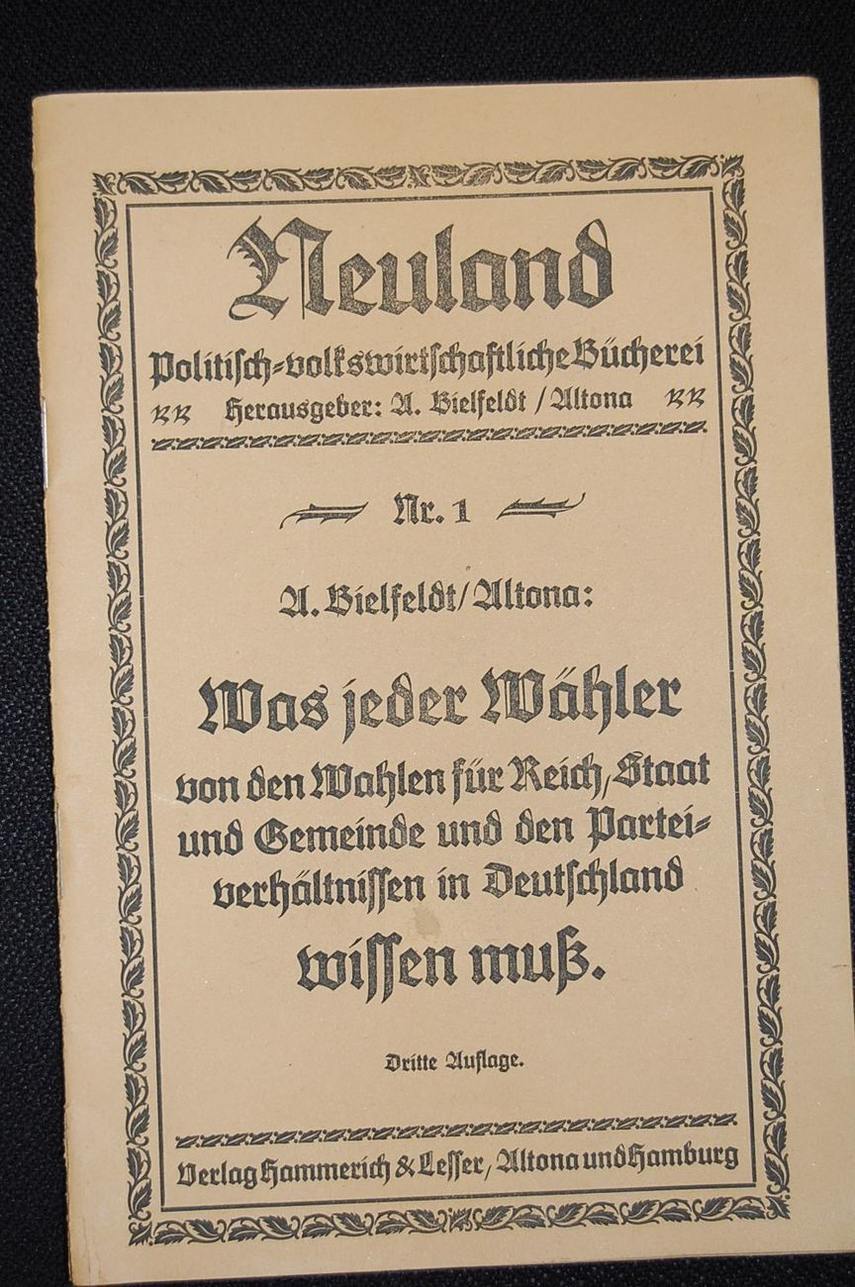 Neuland
Politisch-volkswirtschaftliche Bücherei
Herausgeber: A. Bielfeldt / Altona
Nr. 1
A. Bielfeldt/Altona:
Was jeder Wähler
von den Wahlen für Reich, Staat
und Gemeinde und den Partei-
verhältnissen in Deutschland
wissen muß.
Dritte Auflage.
Verlag Hammerich & Lesser, Altona und Hamburg